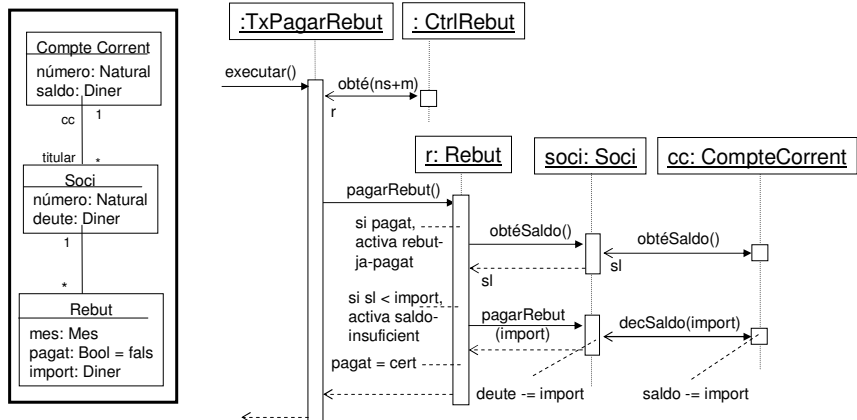 Compte Corrent
número: Natural
saldo: Diner
cc
1
titular
*
Soci
número: Natural
deute: Diner
1
*
Rebut
mes: Mes
pagat: Bool = fals
import: Diner
:TxPagarRebut
: CtrlRebut
executar()
obté(ns+m)
r
r: Rebut
soci: Soci
cc: CompteCorrent
pagarRebut()
si pagat,
activa rebut-
ja-pagat
obtéSaldo()
obtéSaldo()
sl
sl
si sl < import,
activa saldo-
insuficient
pagarRebut
(import)
decSaldo(import)
pagat = cert
deute -= import
saldo -= import